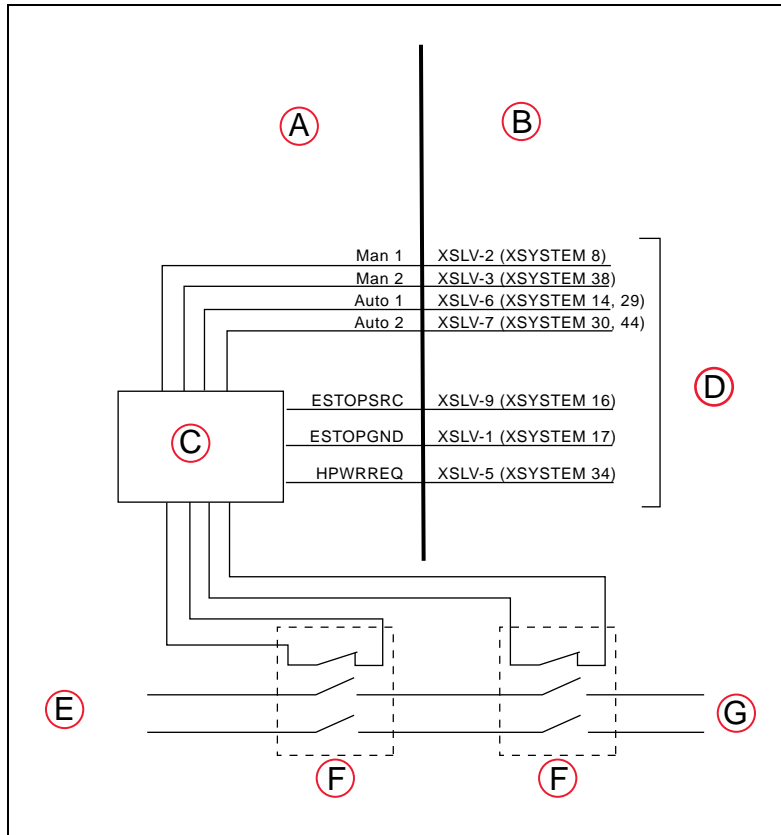 A
B
Man 1 XSLV-2 (XSYSTEM 8)
Man 2 XSLV-3 (XSYSTEM 38)
Auto 1 XSLV-6 (XSYSTEM 14, 29)
Auto 2 XSLV-7 (XSYSTEM 30, 44)
D
ESTOPSRC XSLV-9 (XSYSTEM 16)
C
ESTOPGND XSLV-1 (XSYSTEM 17)
HPWRREQ XSLV-5 (XSYSTEM 34)
E
G
F
F